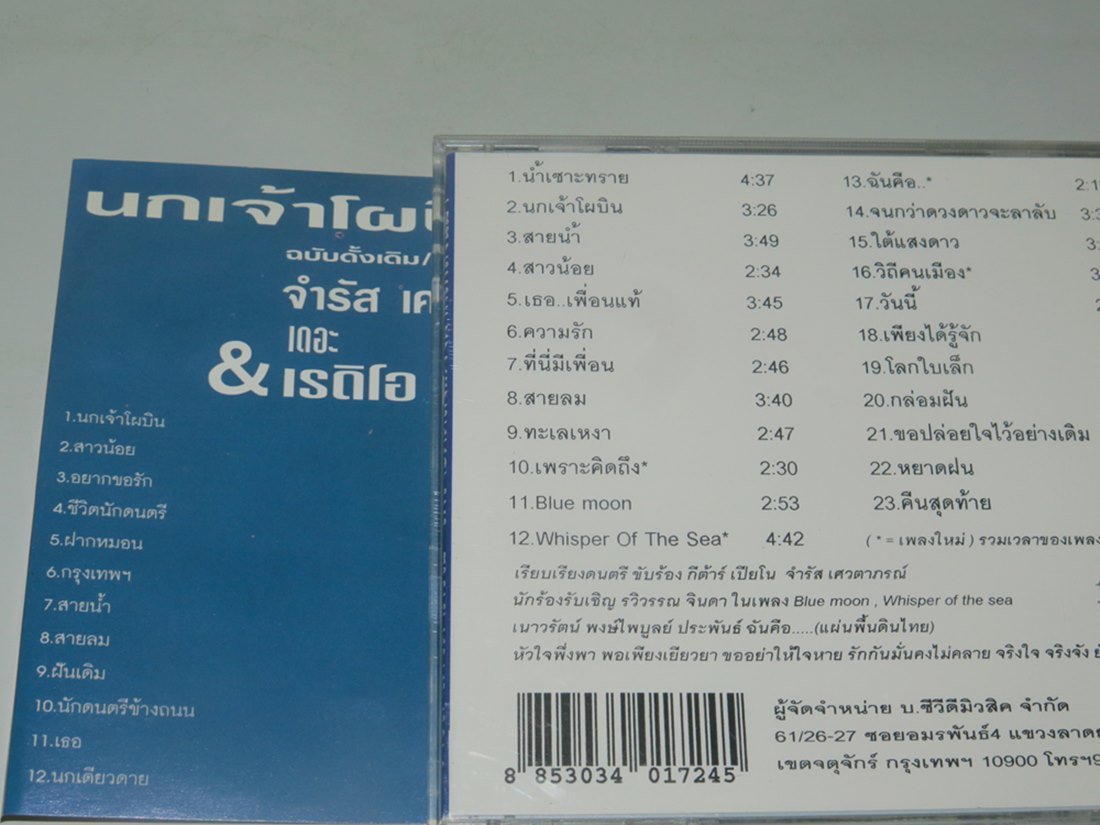 นกเจ้าโผบิ
ฉบับดั้งเดิม/
จำรัส เศ
เดอะ
& เรดิโอ
1.นกเจ้าโผบิน
2.สาวน้อย
3.อยากขอรัก
4.ชีวิตนักดนตรี
5.ฝากหมอน
6.กรุงเทพฯ
7.สายน้ำ
8.สายลม
9.ฝันเดิม
10.นักดนตรีข้างถนน
11.เธอ
12.นกเดียวดาย
1.น้ำเซาะทราย 4:37
2.นกเจ้าโผบิน 3:26
3.สายน้ำ 3:49
4.สาวน้อย 2:34
5.เธอ..เพื่อนแท้ 3:45
6.ความรัก 2:48
7.ที่นี่มีเพื่อน 2:46
8.สายลม 3:40
9.ทะเลเหงา 2:47
10.เพราะคิดถึง* 2:30
11.Blue moon 2:53
12.Whisper Of The Sea* 4:42
13.ฉันคือ..* 2:1
14.จนกว่าดวงดาวจะลาลับ 3:3
15.ใต้แสงดาว 3
16.วิถีคนเมือง* 3
17.วันนี้
18.เพียงได้รู้จัก
19.โลกใบเล็ก
20.กล่อมฝัน
21.ขอปล่อยใจไว้อย่างเดิม
22.หยาดฝน
23.คืนสุดท้าย
( * = เพลงใหม่ ) รวมเวลาของเพลง
เรียบเรียงดนตรี ขับร้อง กีต้าร์ เปียโน จำรัส เศวตาภรณ์
นักร้องรับเชิญ รวิวรรณ จินดา ในเพลง Blue moon , Whisper of the sea
เนาวรัตน์ พงษ์ไพบูลย์ ประพันธ์ ฉันคือ.....(แผ่นพื้นดินไทย)
หัวใจพึ่งพา พอเพียงเยียวยา ขออย่าให้ใจหาย รักกันมั่นคงไม่คลาย จริงใจ จริงจัง
8 853034 017245
ผู้จัดจำหน่าย บ.ซีวีดีมิวสิค จำกัด
61/26-27 ซอยอมรพันธ์4 แขวงลาดย
เขตจตุจักร์ กรุงเทพฯ 10900 โทรฯ9